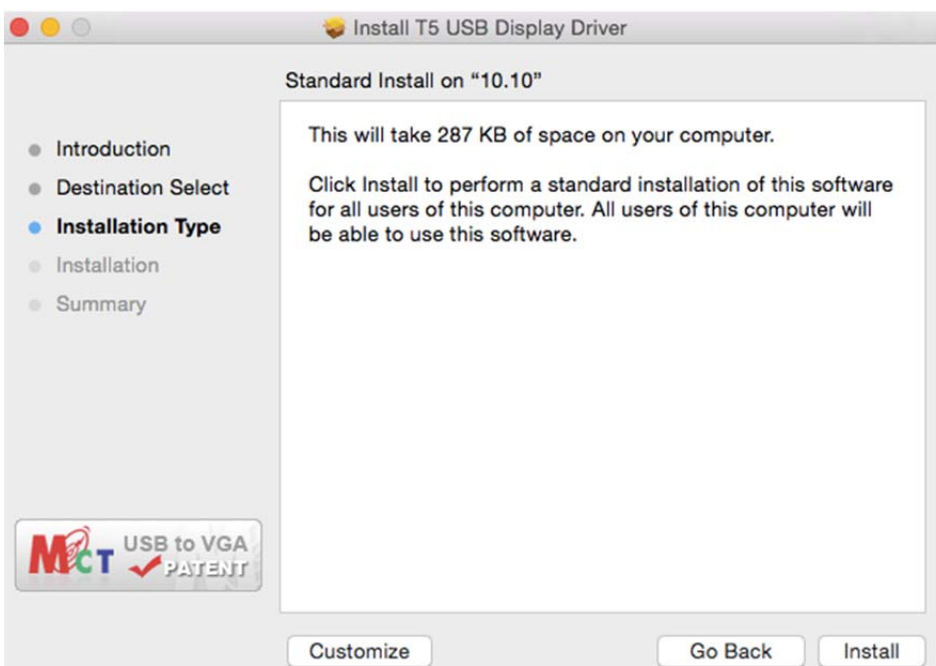 Install T5 USB Display Driver
Standard Install on “10.10”
Introduction
Destination Select
Installation Type
Installation
Summary
This will take 287 KB of space on your computer.
Click Install to perform a standard installation of this software
for all users of this computer. All users of this computer will
be able to use this software.
MCT USB to VGA
PATENT
Customize
Go Back
Install